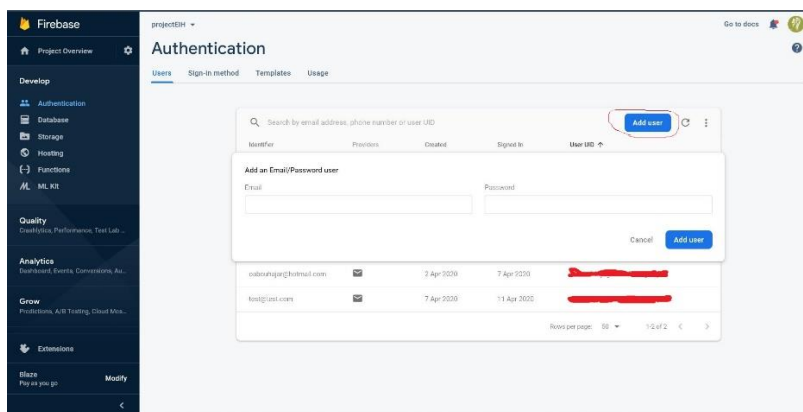 Firebase
projectEIH
Go to docs
Project Overview
Authentication
Users Sign-in method Templates Usage
Develop
Authentication
Database
Storage
Hosting
Functions
ML Kit
Quality
Crashlytics, Performance, Test Lab ...
Analytics
Dashboard, Events, Conversions, Au...
Grow
Predictions, A/B Testing, Cloud Mes...
Extensions
Blaze
Pay as you go
Modify
Search by email address, phone number or user UID
Add user
Identifier Providers Created Signed In User UID
Add an Email/Password user
Email Password
Cancel Add user
2 Apr 2020 7 Apr 2020
test@test.com 7 Apr 2020 11 Apr 2020
Rows per page: 50 1-2 of 2